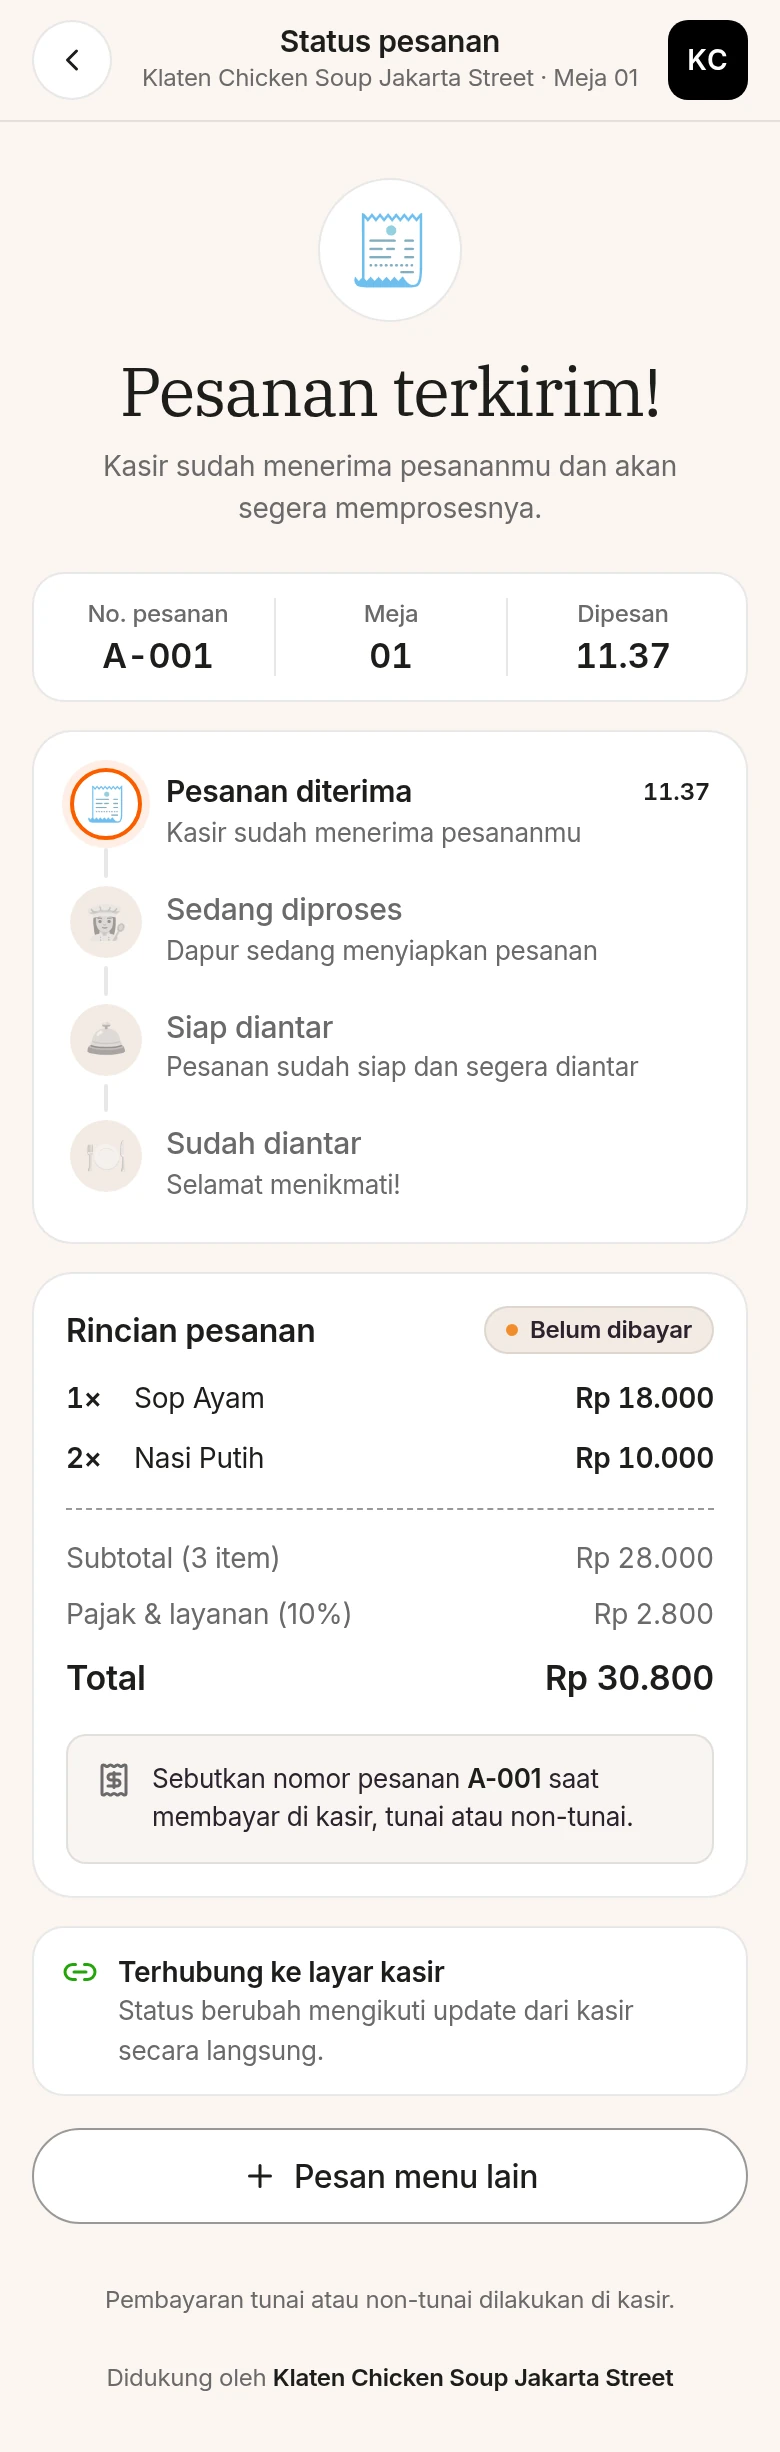 Status pesanan
Klaten Chicken Soup Jakarta Street · Meja 01
KC
Pesanan terkirim!
Kasir sudah menerima pesananmu dan akan
segera memprosesnya.
No. pesanan
A-001
Meja
01
Dipesan
11.37
Pesanan diterima 11.37
Kasir sudah menerima pesananmu
Sedang diproses
Dapur sedang menyiapkan pesanan
Siap diantar
Pesanan sudah siap dan segera diantar
Sudah diantar
Selamat menikmati!
Rincian pesanan Belum dibayar
1× Sop Ayam Rp 18.000
2× Nasi Putih Rp 10.000
Subtotal (3 item) Rp 28.000
Pajak & layanan (10%) Rp 2.800
Total Rp 30.800
Sebutkan nomor pesanan A-001 saat
membayar di kasir, tunai atau non-tunai.
Terhubung ke layar kasir
Status berubah mengikuti update dari kasir
secara langsung.
Pesan menu lain
Pembayaran tunai atau non-tunai dilakukan di kasir.
Didukung oleh Klaten Chicken Soup Jakarta Street